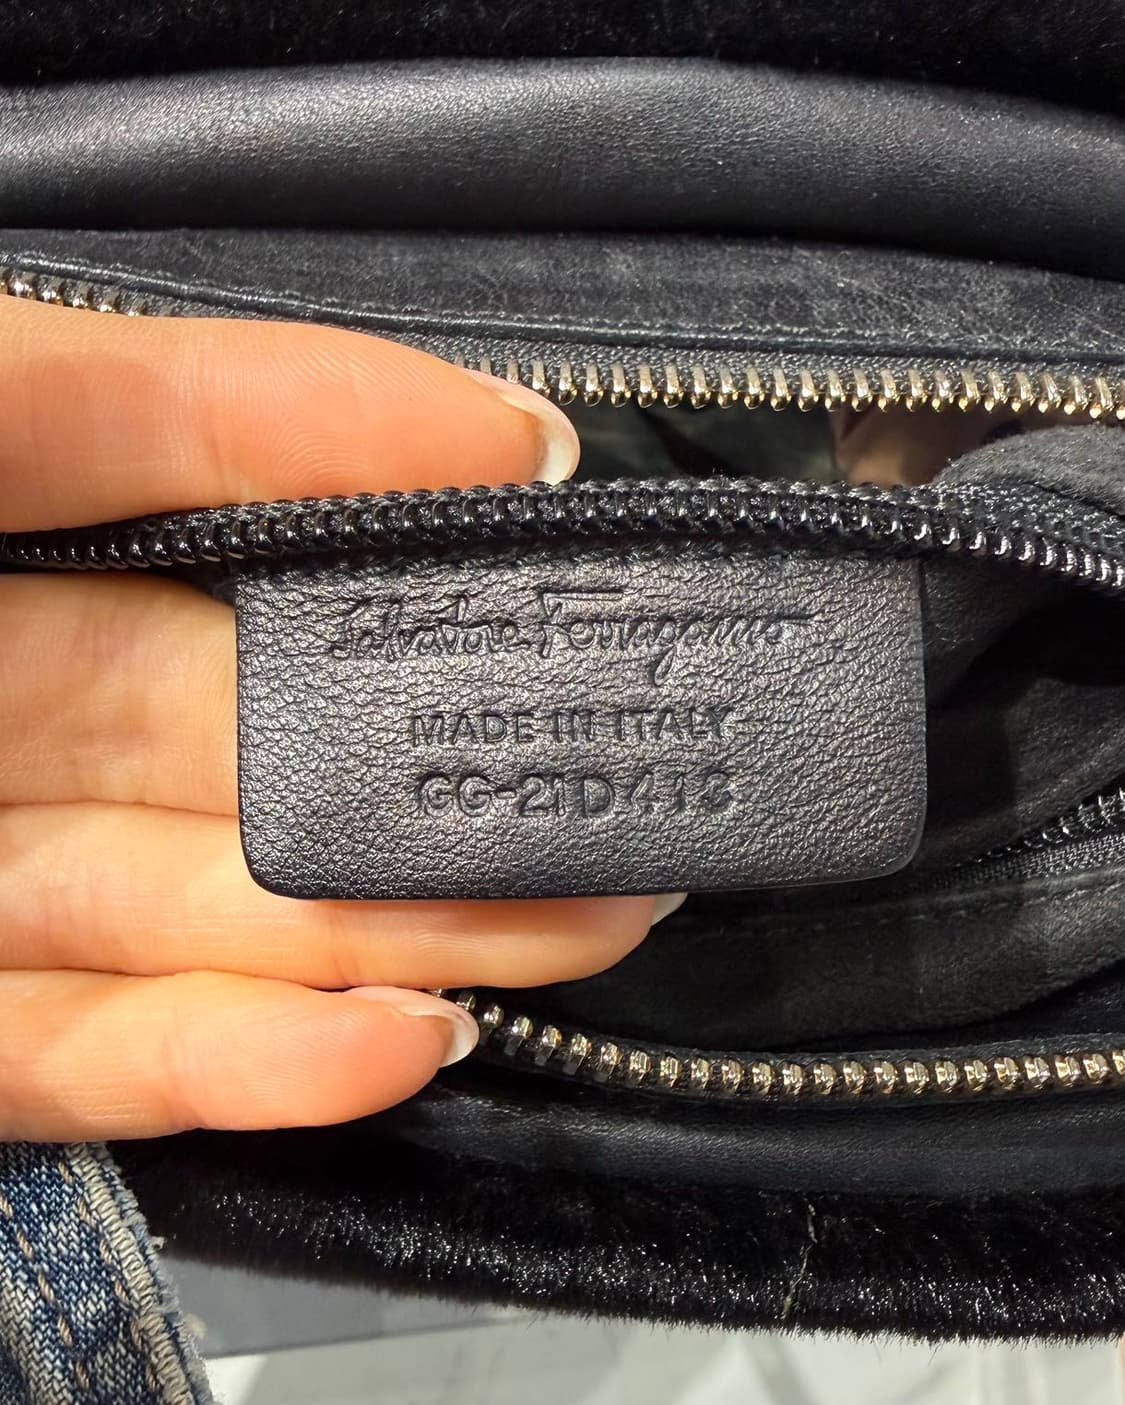 Salvatore Ferragamo
MADE IN ITALY
GG-21D413